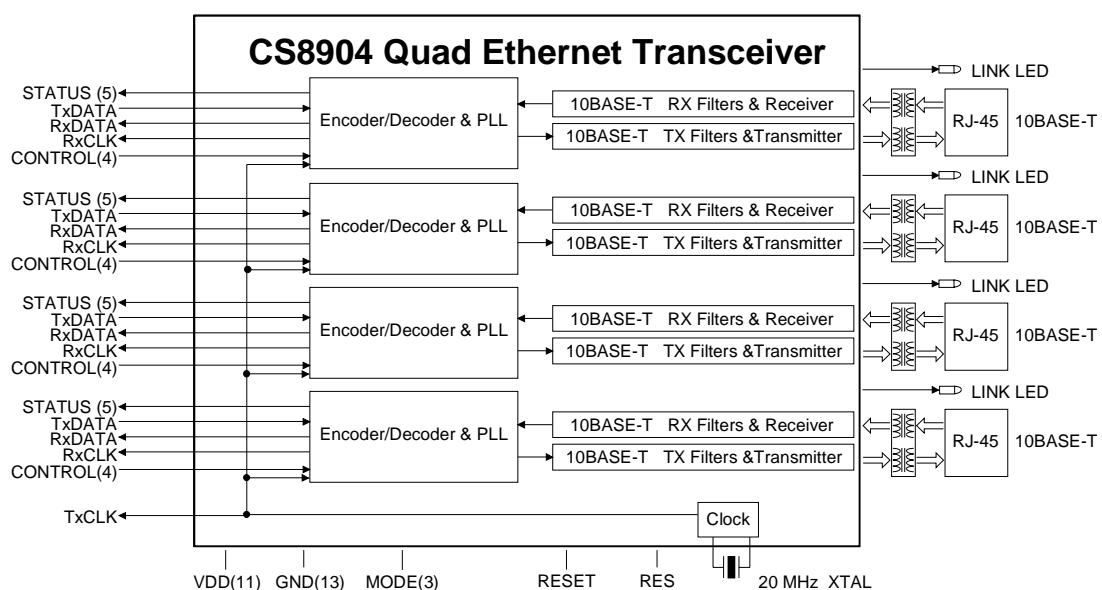 CS8904 Quad Ethernet Transceiver
LINK LED
STATUS (5)
TxDATA
RxDATA
RxCLK
CONTROL(4)
Encoder/Decoder & PLL
10BASE-T RX Filters & Receiver
10BASE-T TX Filters &Transmitter
RJ-45
10BASE-T
LINK LED
STATUS (5)
TxDATA
RxDATA
RxCLK
CONTROL(4)
Encoder/Decoder & PLL
10BASE-T RX Filters & Receiver
10BASE-T TX Filters &Transmitter
RJ-45
10BASE-T
LINK LED
STATUS (5)
TxDATA
RxDATA
RxCLK
CONTROL(4)
Encoder/Decoder & PLL
10BASE-T RX Filters & Receiver
10BASE-T TX Filters &Transmitter
RJ-45
10BASE-T
LINK LED
STATUS (5)
TxDATA
RxDATA
RxCLK
CONTROL(4)
Encoder/Decoder & PLL
10BASE-T RX Filters & Receiver
10BASE-T TX Filters &Transmitter
RJ-45
10BASE-T
TxCLK
Clock
VDD(11) GND(13) MODE(3) RESET RES 20 MHz XTAL